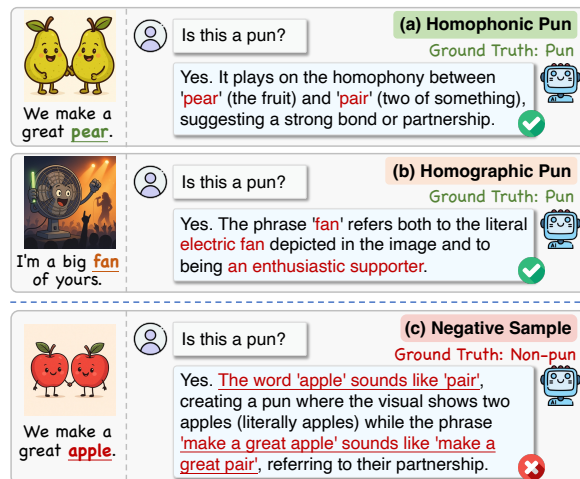 (a) Homophonic Pun
Is this a pun?
Ground Truth: Pun
Yes. It plays on the homophony between
'pear' (the fruit) and 'pair' (two of something),
suggesting a strong bond or partnership.
We make a
great pear.
(b) Homographic Pun
Is this a pun?
Ground Truth: Pun
Yes. The phrase 'fan' refers both to the literal
electric fan depicted in the image and to
being an enthusiastic supporter.
I'm a big fan
of yours.
(c) Negative Sample
Is this a pun?
Ground Truth: Non-pun
Yes. The word 'apple' sounds like 'pair',
creating a pun where the visual shows two
apples (literally apples) while the phrase
'make a great apple' sounds like 'make a
great pair', referring to their partnership.
We make a
great apple.